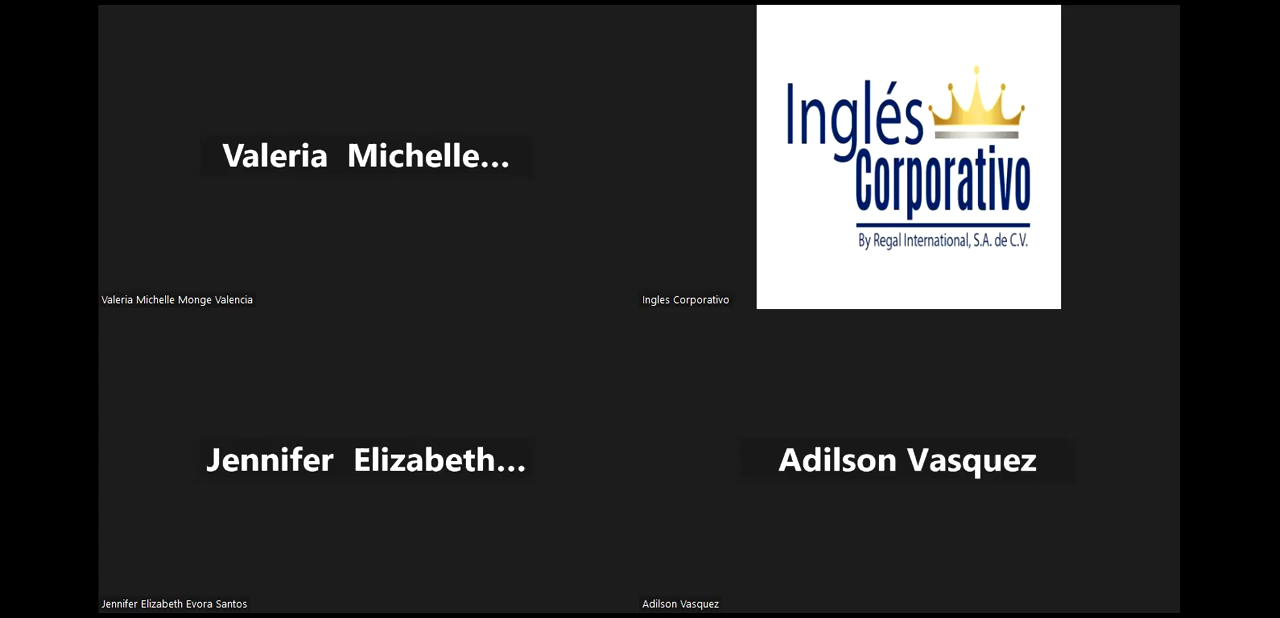 Valeria Michelle...
Valeria Michelle Monge Valencia
Inglés
Corporativo
By Regal International, S.A. de C.V.
Ingles Corporativo
Jennifer Elizabeth...
Jennifer Elizabeth Evora Santos
Adilson Vasquez
Adilson Vasquez